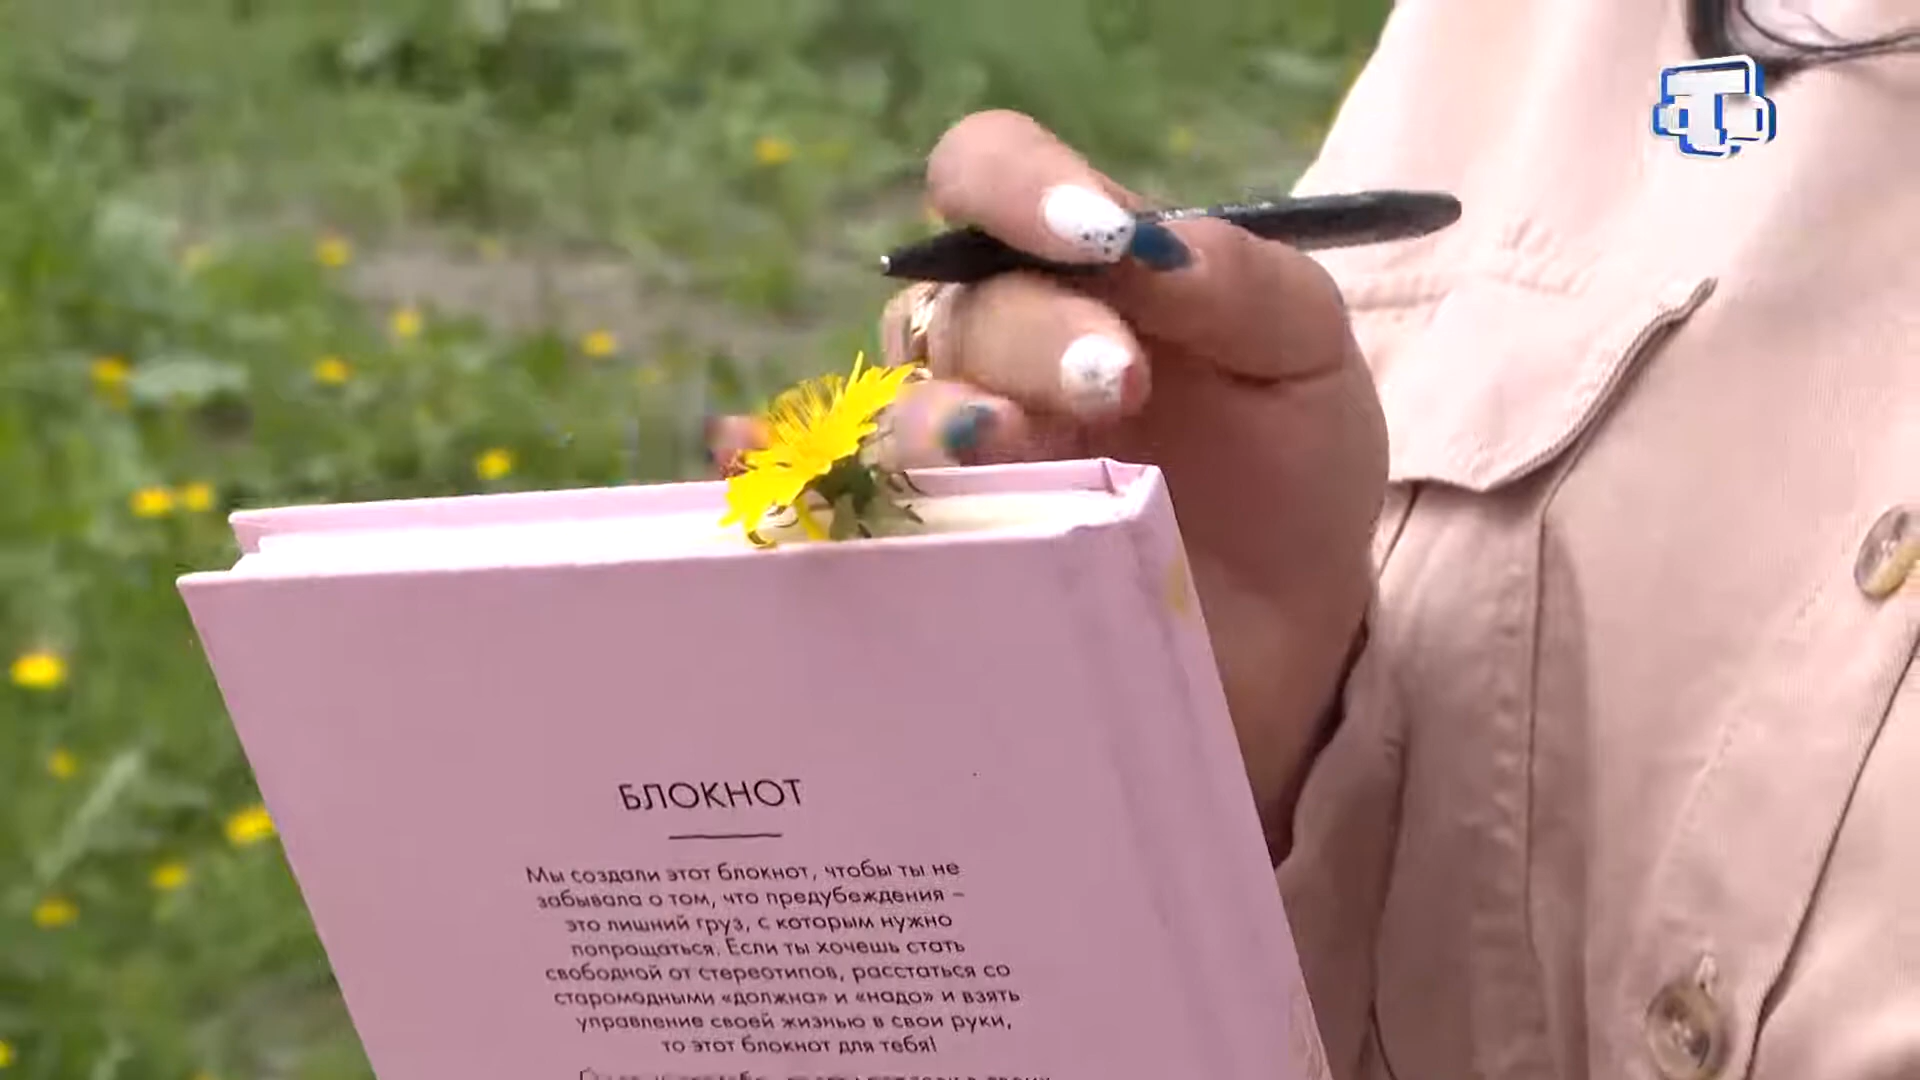 БЛОКНОТ
Мы создали этот блокнот, чтобы ты не
забывала о том, что предубеждения –
это лишний груз, с которым нужно
попрощаться. Если ты хочешь стать
свободной от стереотипов, расстаться со
старомодными «должна» и «надо» и взять
управление своей жизнью в свои руки,
то этот блокнот для тебя!